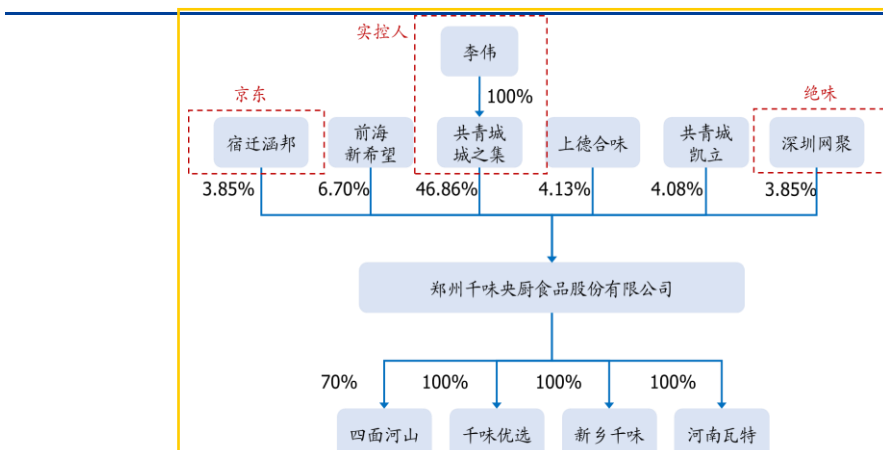 实控人
李伟
100%
京东
绝味
宿迁涵邦
前海
新希望
共青城
城之集
上德合味
共青城
凯立
深圳网聚
3.85%
6.70%
46.86%
4.13%
4.08%
3.85%
郑州千味央厨食品股份有限公司
70%
100%
100%
100%
四面河山
千味优选
新乡千味
河南瓦特